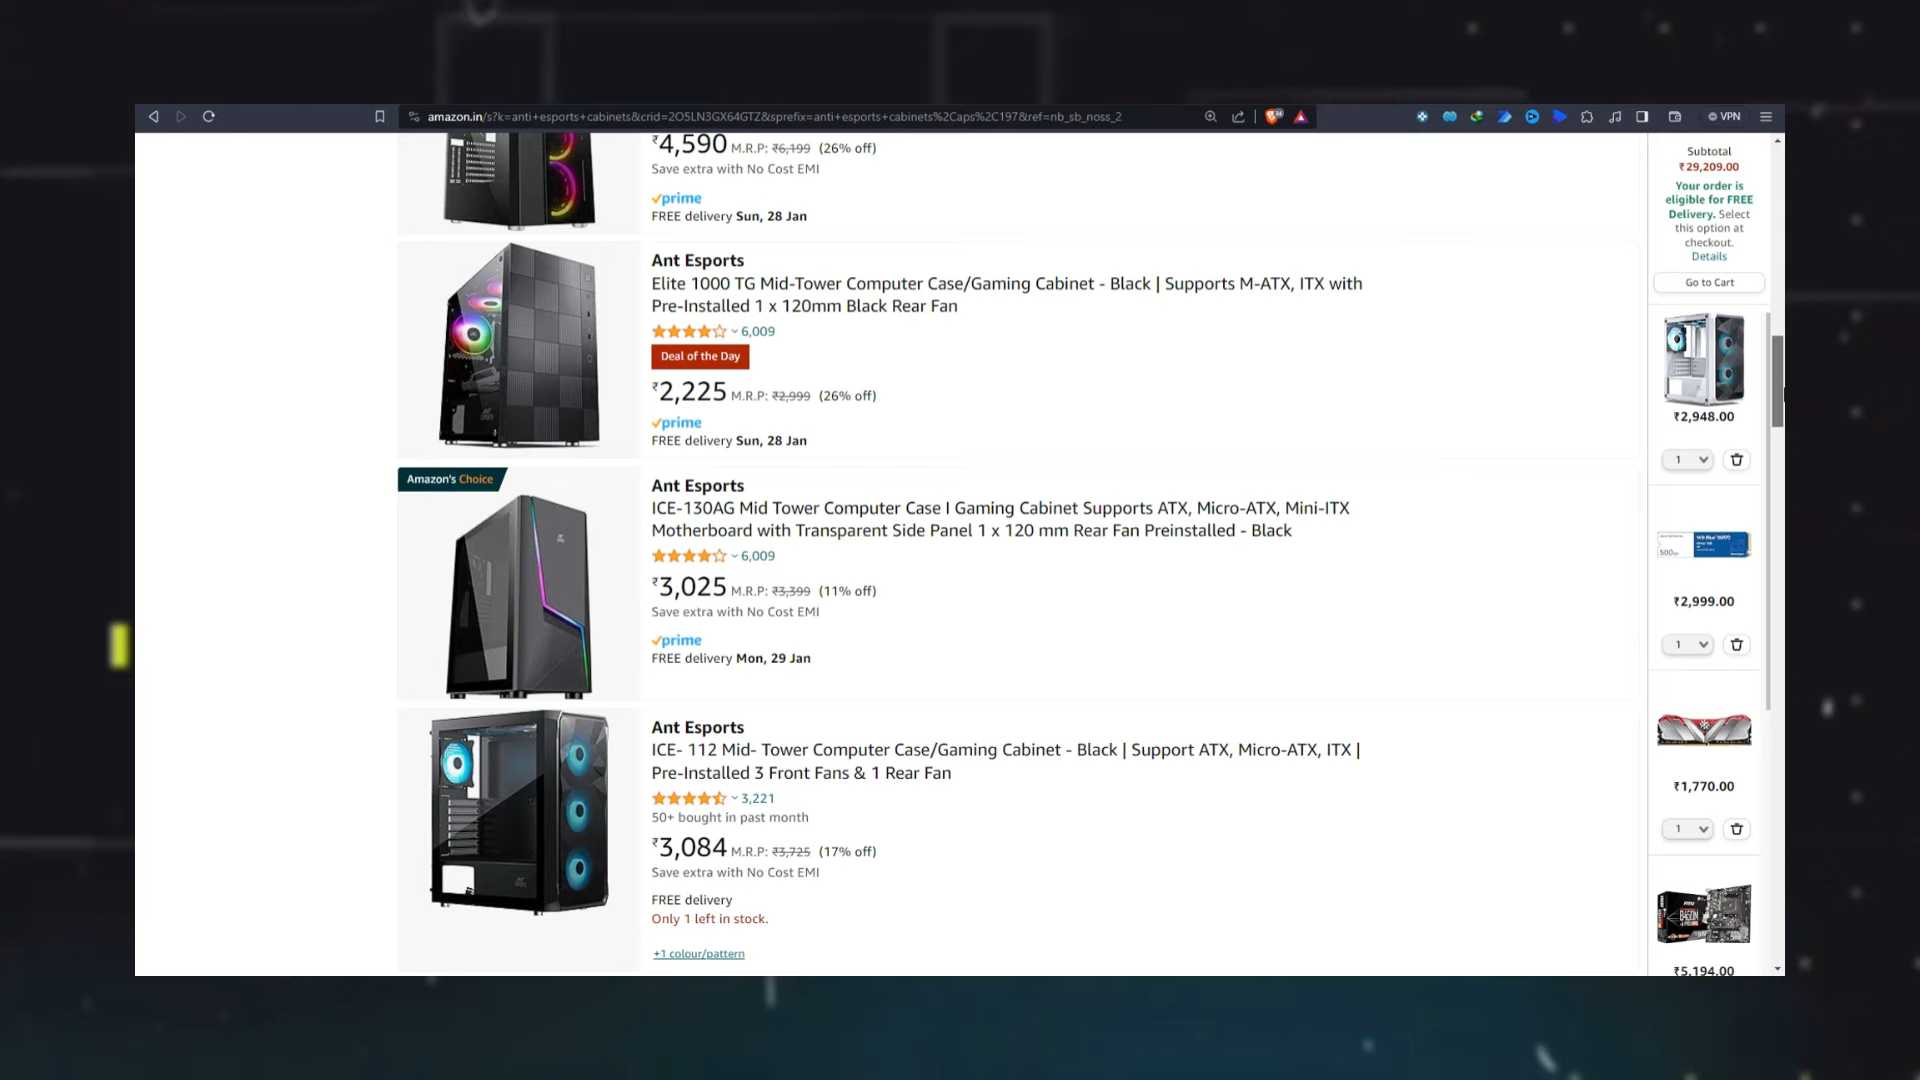 amazon.in/s?k=anti+esports+cabinets&crid=2O5LN3GX64GTZ&sprefix=anti+esports+cabinets%2Caps%2C197&ref=nb_sb_noss_2
VPN
₹4,590 M.R.P: ₹6,199 (26% off)
Save extra with No Cost EMI
prime
FREE delivery Sun, 28 Jan
Ant Esports
Elite 1000 TG Mid-Tower Computer Case/Gaming Cabinet - Black | Supports M-ATX, ITX with
Pre-Installed 1 x 120mm Black Rear Fan
6,009
Deal of the Day
₹2,225 M.R.P: ₹2,999 (26% off)
prime
FREE delivery Sun, 28 Jan
Amazon's Choice
Ant Esports
ICE-130AG Mid Tower Computer Case I Gaming Cabinet Supports ATX, Micro-ATX, Mini-ITX
Motherboard with Transparent Side Panel 1 x 120 mm Rear Fan Preinstalled - Black
6,009
₹3,025 M.R.P: ₹3,399 (11% off)
Save extra with No Cost EMI
prime
FREE delivery Mon, 29 Jan
Ant Esports
ICE- 112 Mid- Tower Computer Case/Gaming Cabinet - Black | Support ATX, Micro-ATX, ITX |
Pre-Installed 3 Front Fans & 1 Rear Fan
3,221
50+ bought in past month
₹3,084 M.R.P: ₹3,725 (17% off)
Save extra with No Cost EMI
FREE delivery
Only 1 left in stock.
+1 colour/pattern
Subtotal
₹29,209.00
Your order is
eligible for FREE
Delivery. Select
this option at
checkout.
Details
Go to Cart
₹2,948.00
1
500GB
WD Blue
₹2,999.00
1
₹1,770.00
1
B450M
₹5,194.00